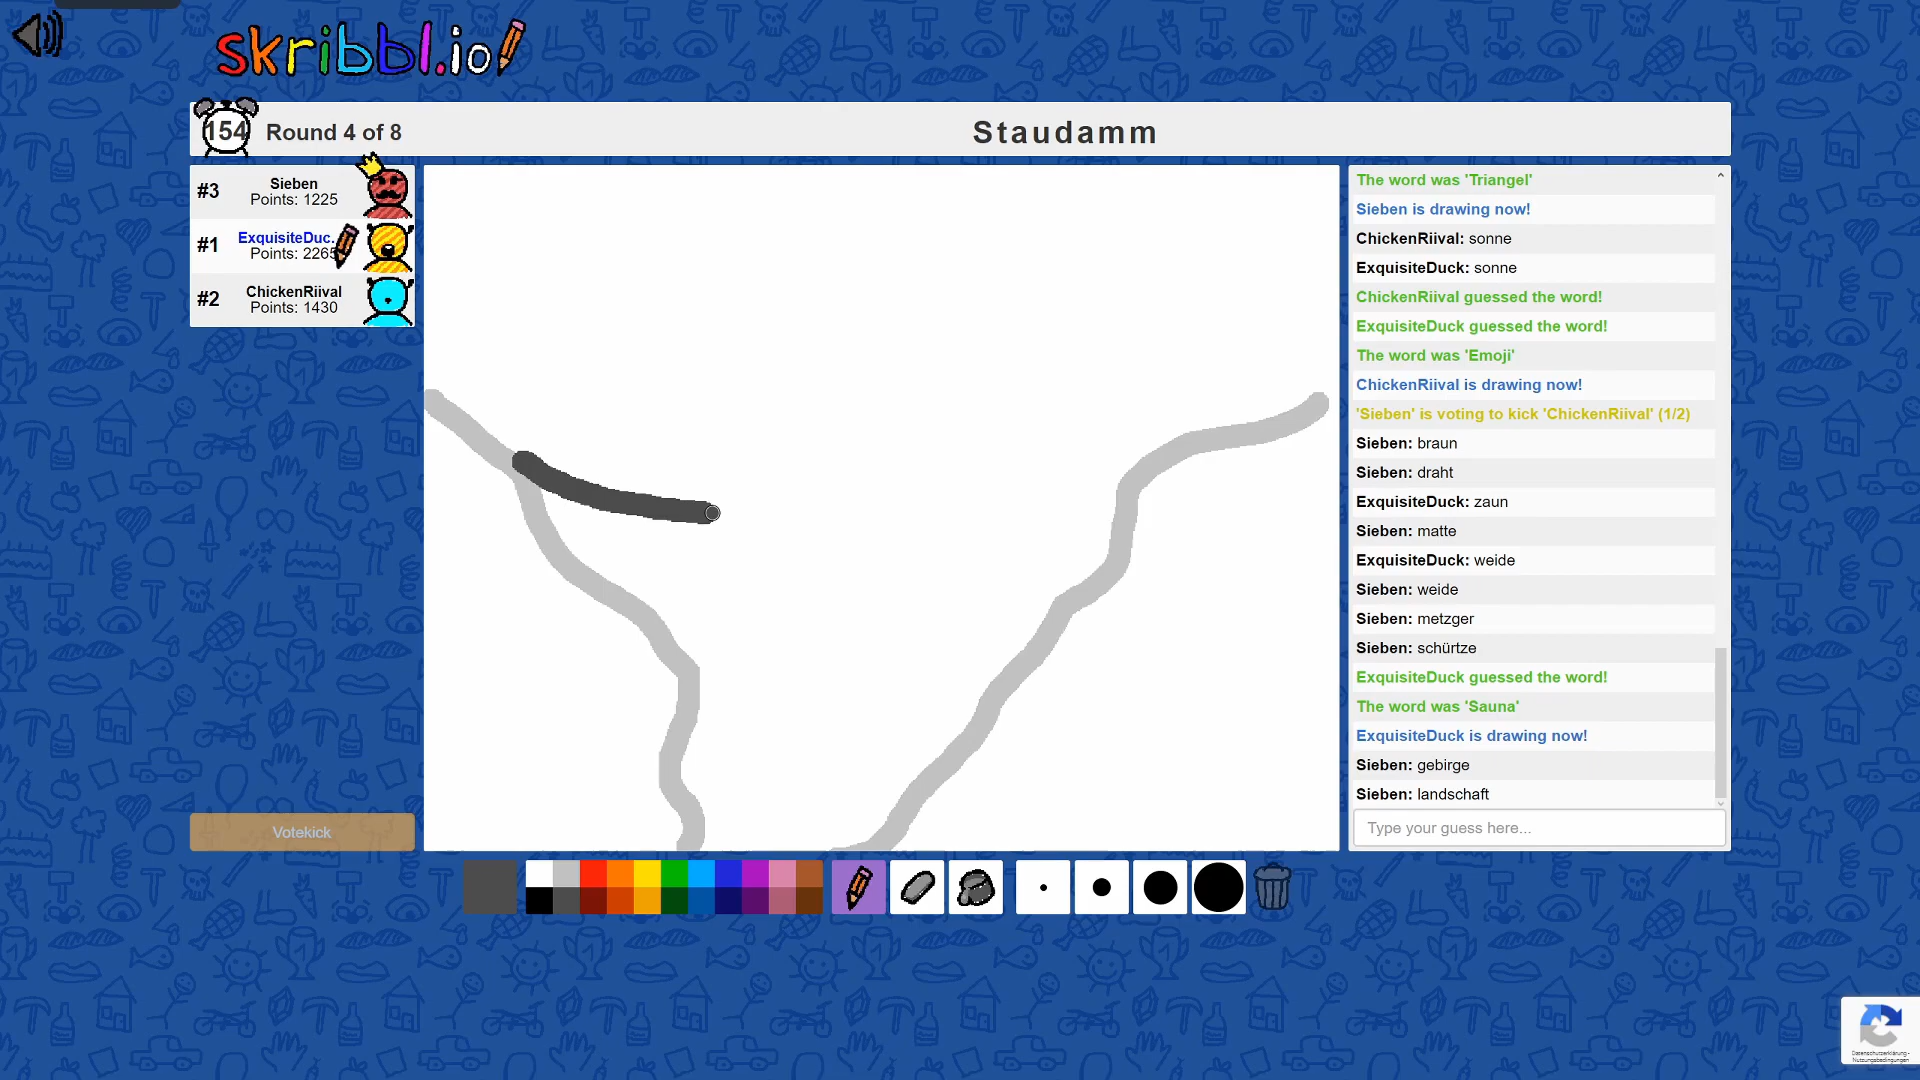 skribbl.io
154
Round 4 of 8
Staudamm
#3
Sieben
Points: 1225
#1
ExquisiteDuc...
Points: 2265
#2
ChickenRiival
Points: 1430
Votekick
The word was 'Triangel'
Sieben is drawing now!
ChickenRiival: sonne
ExquisiteDuck: sonne
ChickenRiival guessed the word!
ExquisiteDuck guessed the word!
The word was 'Emoji'
ChickenRiival is drawing now!
'Sieben' is voting to kick 'ChickenRiival' (1/2)
Sieben: braun
Sieben: draht
ExquisiteDuck: zaun
Sieben: matte
ExquisiteDuck: weide
Sieben: weide
Sieben: metzger
Sieben: schürtze
ExquisiteDuck guessed the word!
The word was 'Sauna'
ExquisiteDuck is drawing now!
Sieben: gebirge
Sieben: landschaft
Type your guess here...
Datenschutzerklärung -
Nutzungsbedingungen